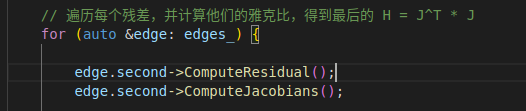 // 遍历每个残差，并计算他们的雅克比，得到最后的 H = J^T * J
for (auto &edge: edges_) {
edge.second->ComputeResidual();
edge.second->ComputeJacobians();